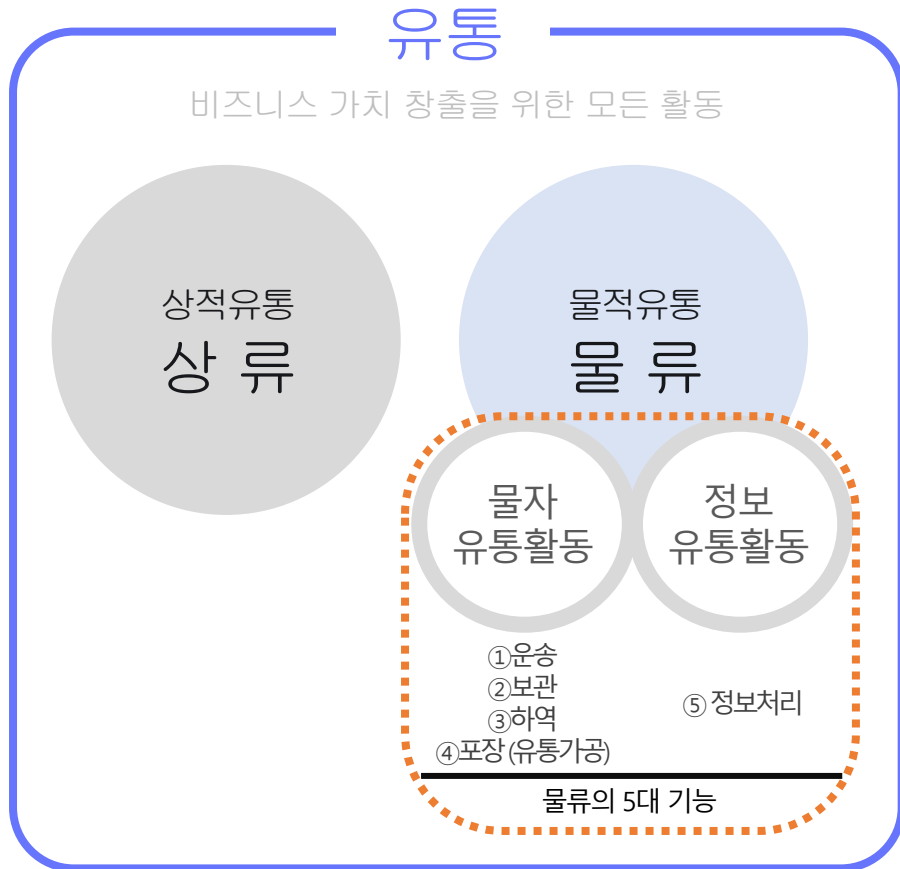 유통
비즈니스 가치 창출을 위한 모든 활동
상적유통
상 류
물적유통
물 류
물자
유통활동
정보
유통활동
①운송
②보관
③하역
④포장 (유통가공)
⑤ 정보처리
물류의 5대 기능